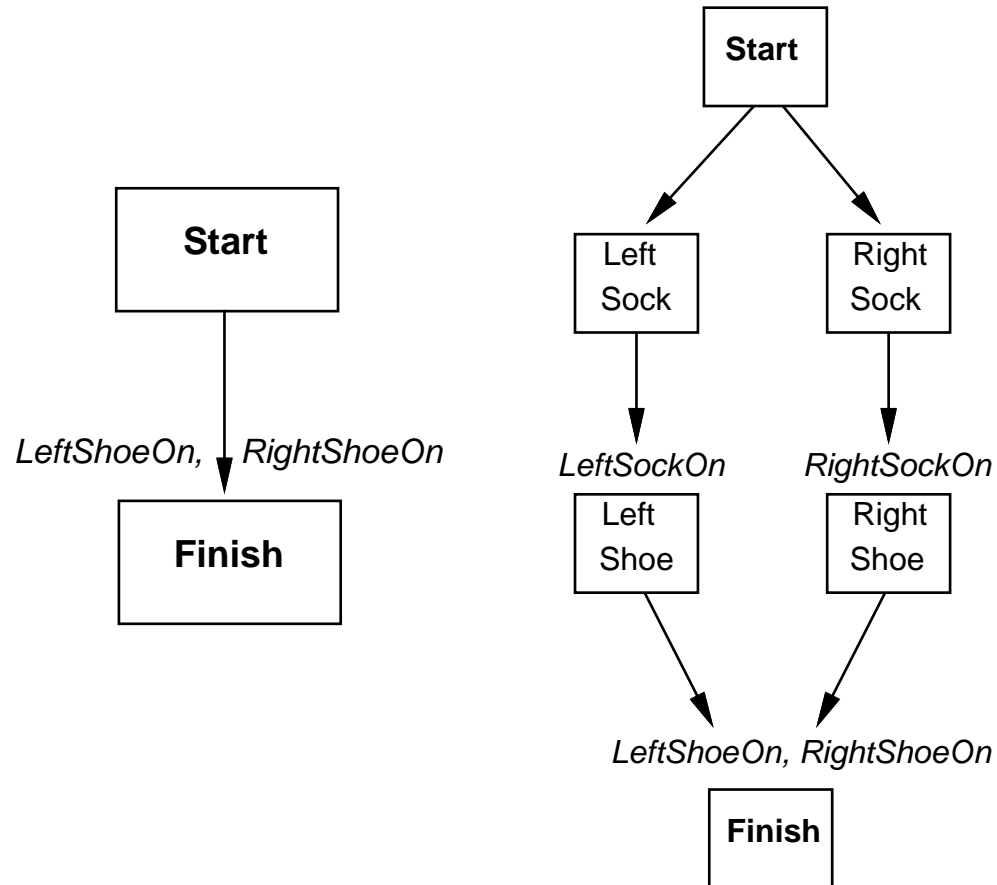 Start
LeftShoeOn, RightShoeOn
Finish
Start
Left
Sock
Right
Sock
LeftSockOn
RightSockOn
Left
Shoe
Right
Shoe
LeftShoeOn, RightShoeOn
Finish